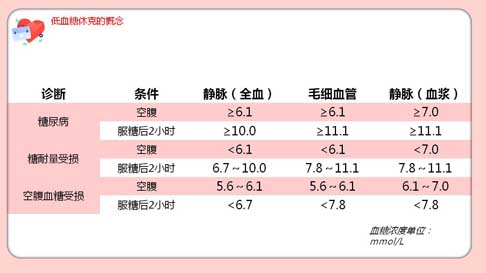 低血糖休克的概念
诊断 条件 静脉（全血） 毛细血管 静脉（血浆）
糖尿病 空腹 ≥6.1 ≥6.1 ≥7.0
服糖后2小时 ≥10.0 ≥11.1 ≥11.1
糖耐量受损 空腹 <6.1 <6.1 <7.0
服糖后2小时 6.7～10.0 7.8～11.1 7.8～11.1
空腹血糖受损 空腹 5.6～6.1 5.6～6.1 6.1～7.0
服糖后2小时 <6.7 <7.8 <7.8
血糖浓度单位：
mmol/L